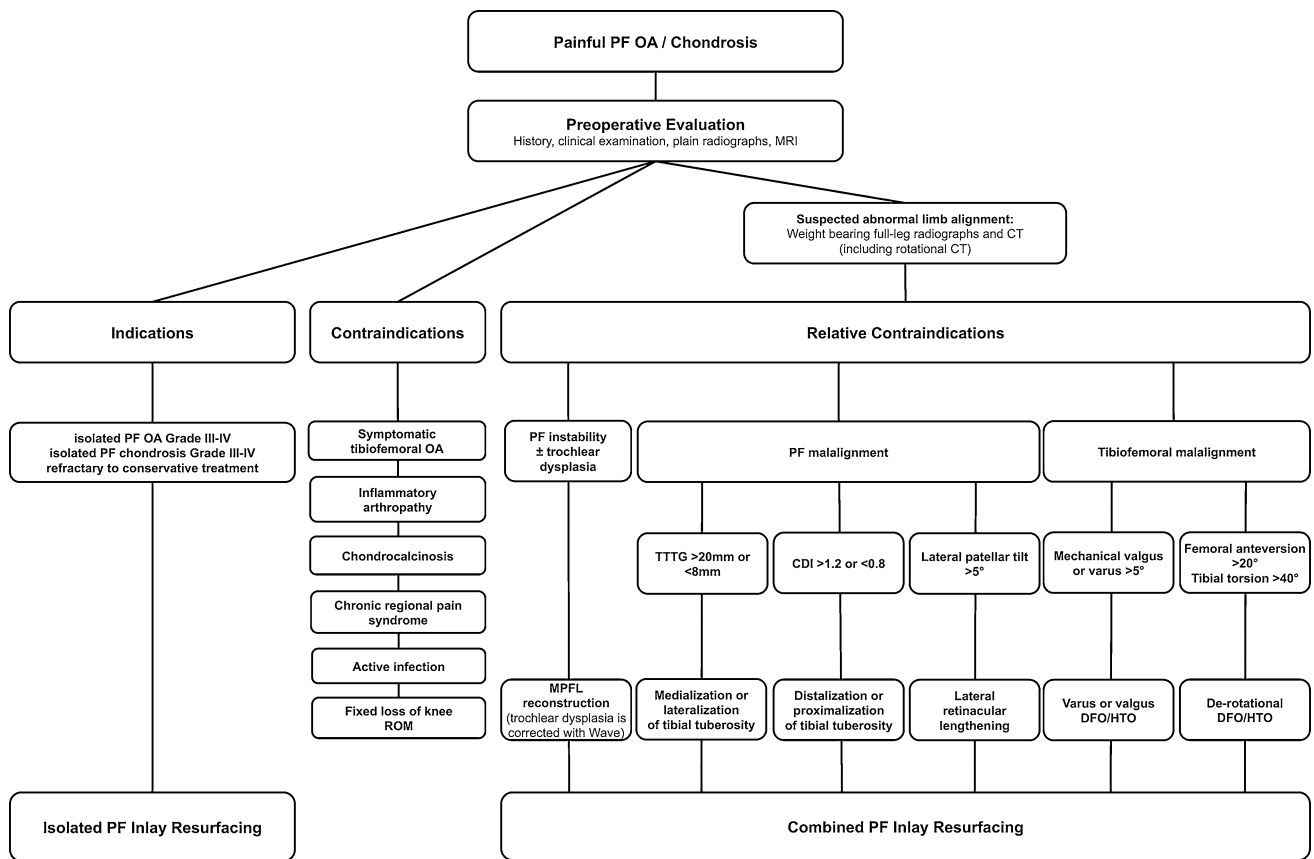 Painful PF OA / Chondrosis
Preoperative Evaluation
History, clinical examination, plain radiographs, MRI
Suspected abnormal limb alignment:
Weight bearing full-leg radiographs and CT
(including rotational CT)
Indications
Contraindications
Relative Contraindications
isolated PF OA Grade III-IV
isolated PF chondrosis Grade III-IV
refractory to conservative treatment
Symptomatic
tibiofemoral OA
Inflammatory
arthropathy
Chondrocalcinosis
Chronic regional pain
syndrome
Active infection
Fixed loss of knee
ROM
PF instability
± trochlear
dysplasia
PF malalignment
Tibiofemoral malalignment
TTTG >20mm or
<8mm
CDI >1.2 or <0.8
Lateral patellar tilt
>5°
Mechanical valgus
or varus >5°
Femoral anteversion
>20°
Tibial torsion >40°
MPFL
reconstruction
(trochlear dysplasia is
corrected with Wave)
Medialization or
lateralization
of tibial tuberosity
Distalization or
proximalization
of tibial tuberosity
Lateral
retinacular
lengthening
Varus or valgus
DFO/HTO
De-rotational
DFO/HTO
Isolated PF Inlay Resurfacing
Combined PF Inlay Resurfacing